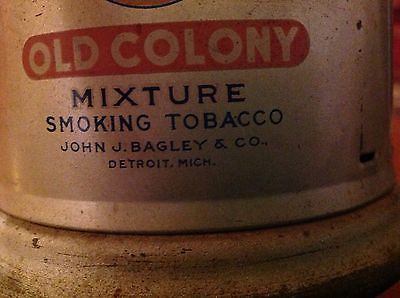 OLD COLONY
MIXTURE
SMOKING TOBACCO
JOHN J. BAGLEY & CO.,
DETROIT, MICH.